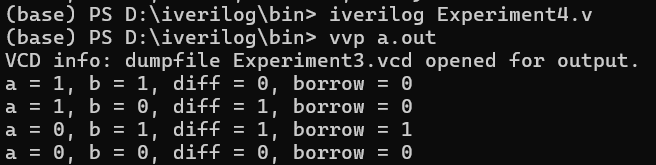 (base) PS D:\iverilog\bin> iverilog Experiment4.v
(base) PS D:\iverilog\bin> vvp a.out
VCD info: dumpfile Experiment3.vcd opened for output.
a = 1, b = 1, diff = 0, borrow = 0
a = 1, b = 0, diff = 1, borrow = 0
a = 0, b = 1, diff = 1, borrow = 1
a = 0, b = 0, diff = 0, borrow = 0